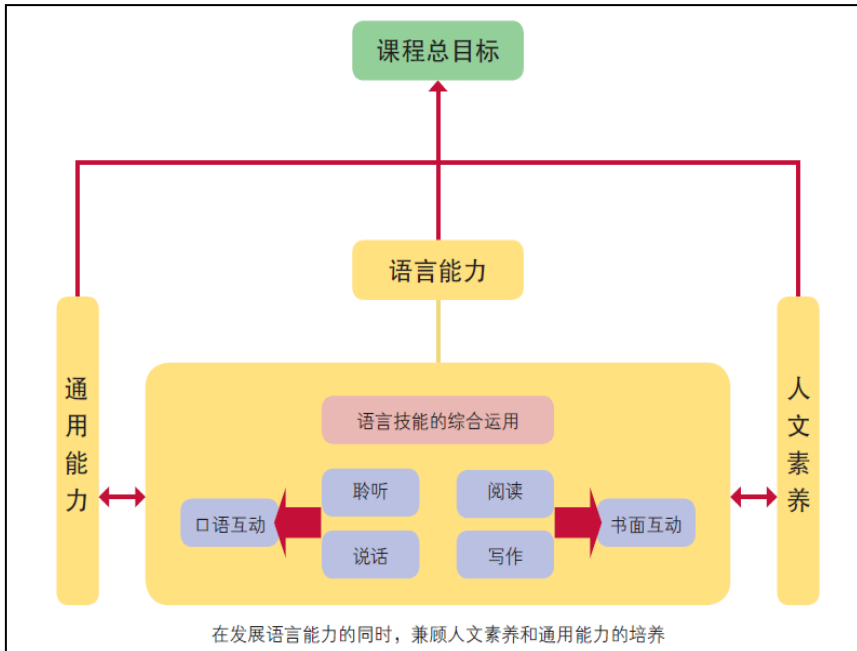 课程总目标
语言能力
通用能力
人文素养
语言技能的综合运用
聆听
阅读
口语互动
书面互动
说话
写作
在发展语言能力的同时，兼顾人文素养和通用能力的培养